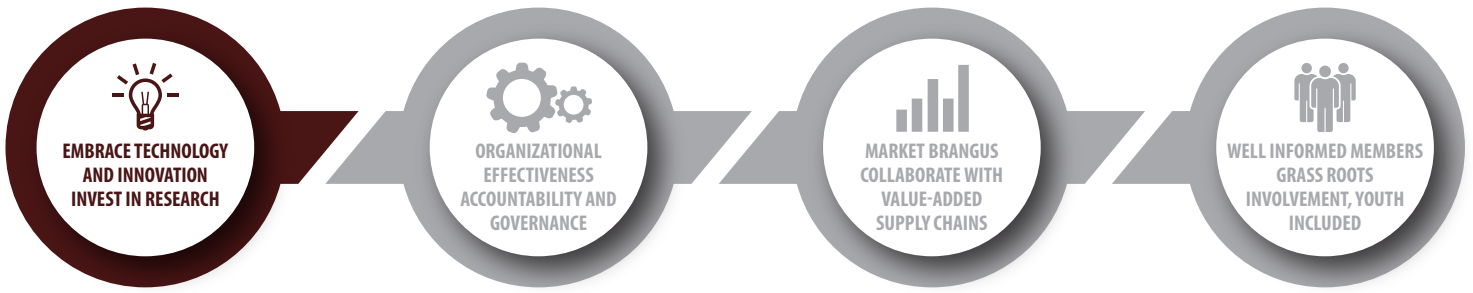 EMBRACE TECHNOLOGY
AND INNOVATION
INVEST IN RESEARCH
ORGANIZATIONAL
EFFECTIVENESS
ACCOUNTABILITY AND
GOVERNANCE
MARKET BRANGUS
COLLABORATE WITH
VALUE-ADDED
SUPPLY CHAINS
WELL INFORMED MEMBERS
GRASS ROOTS
INVOLVEMENT, YOUTH
INCLUDED